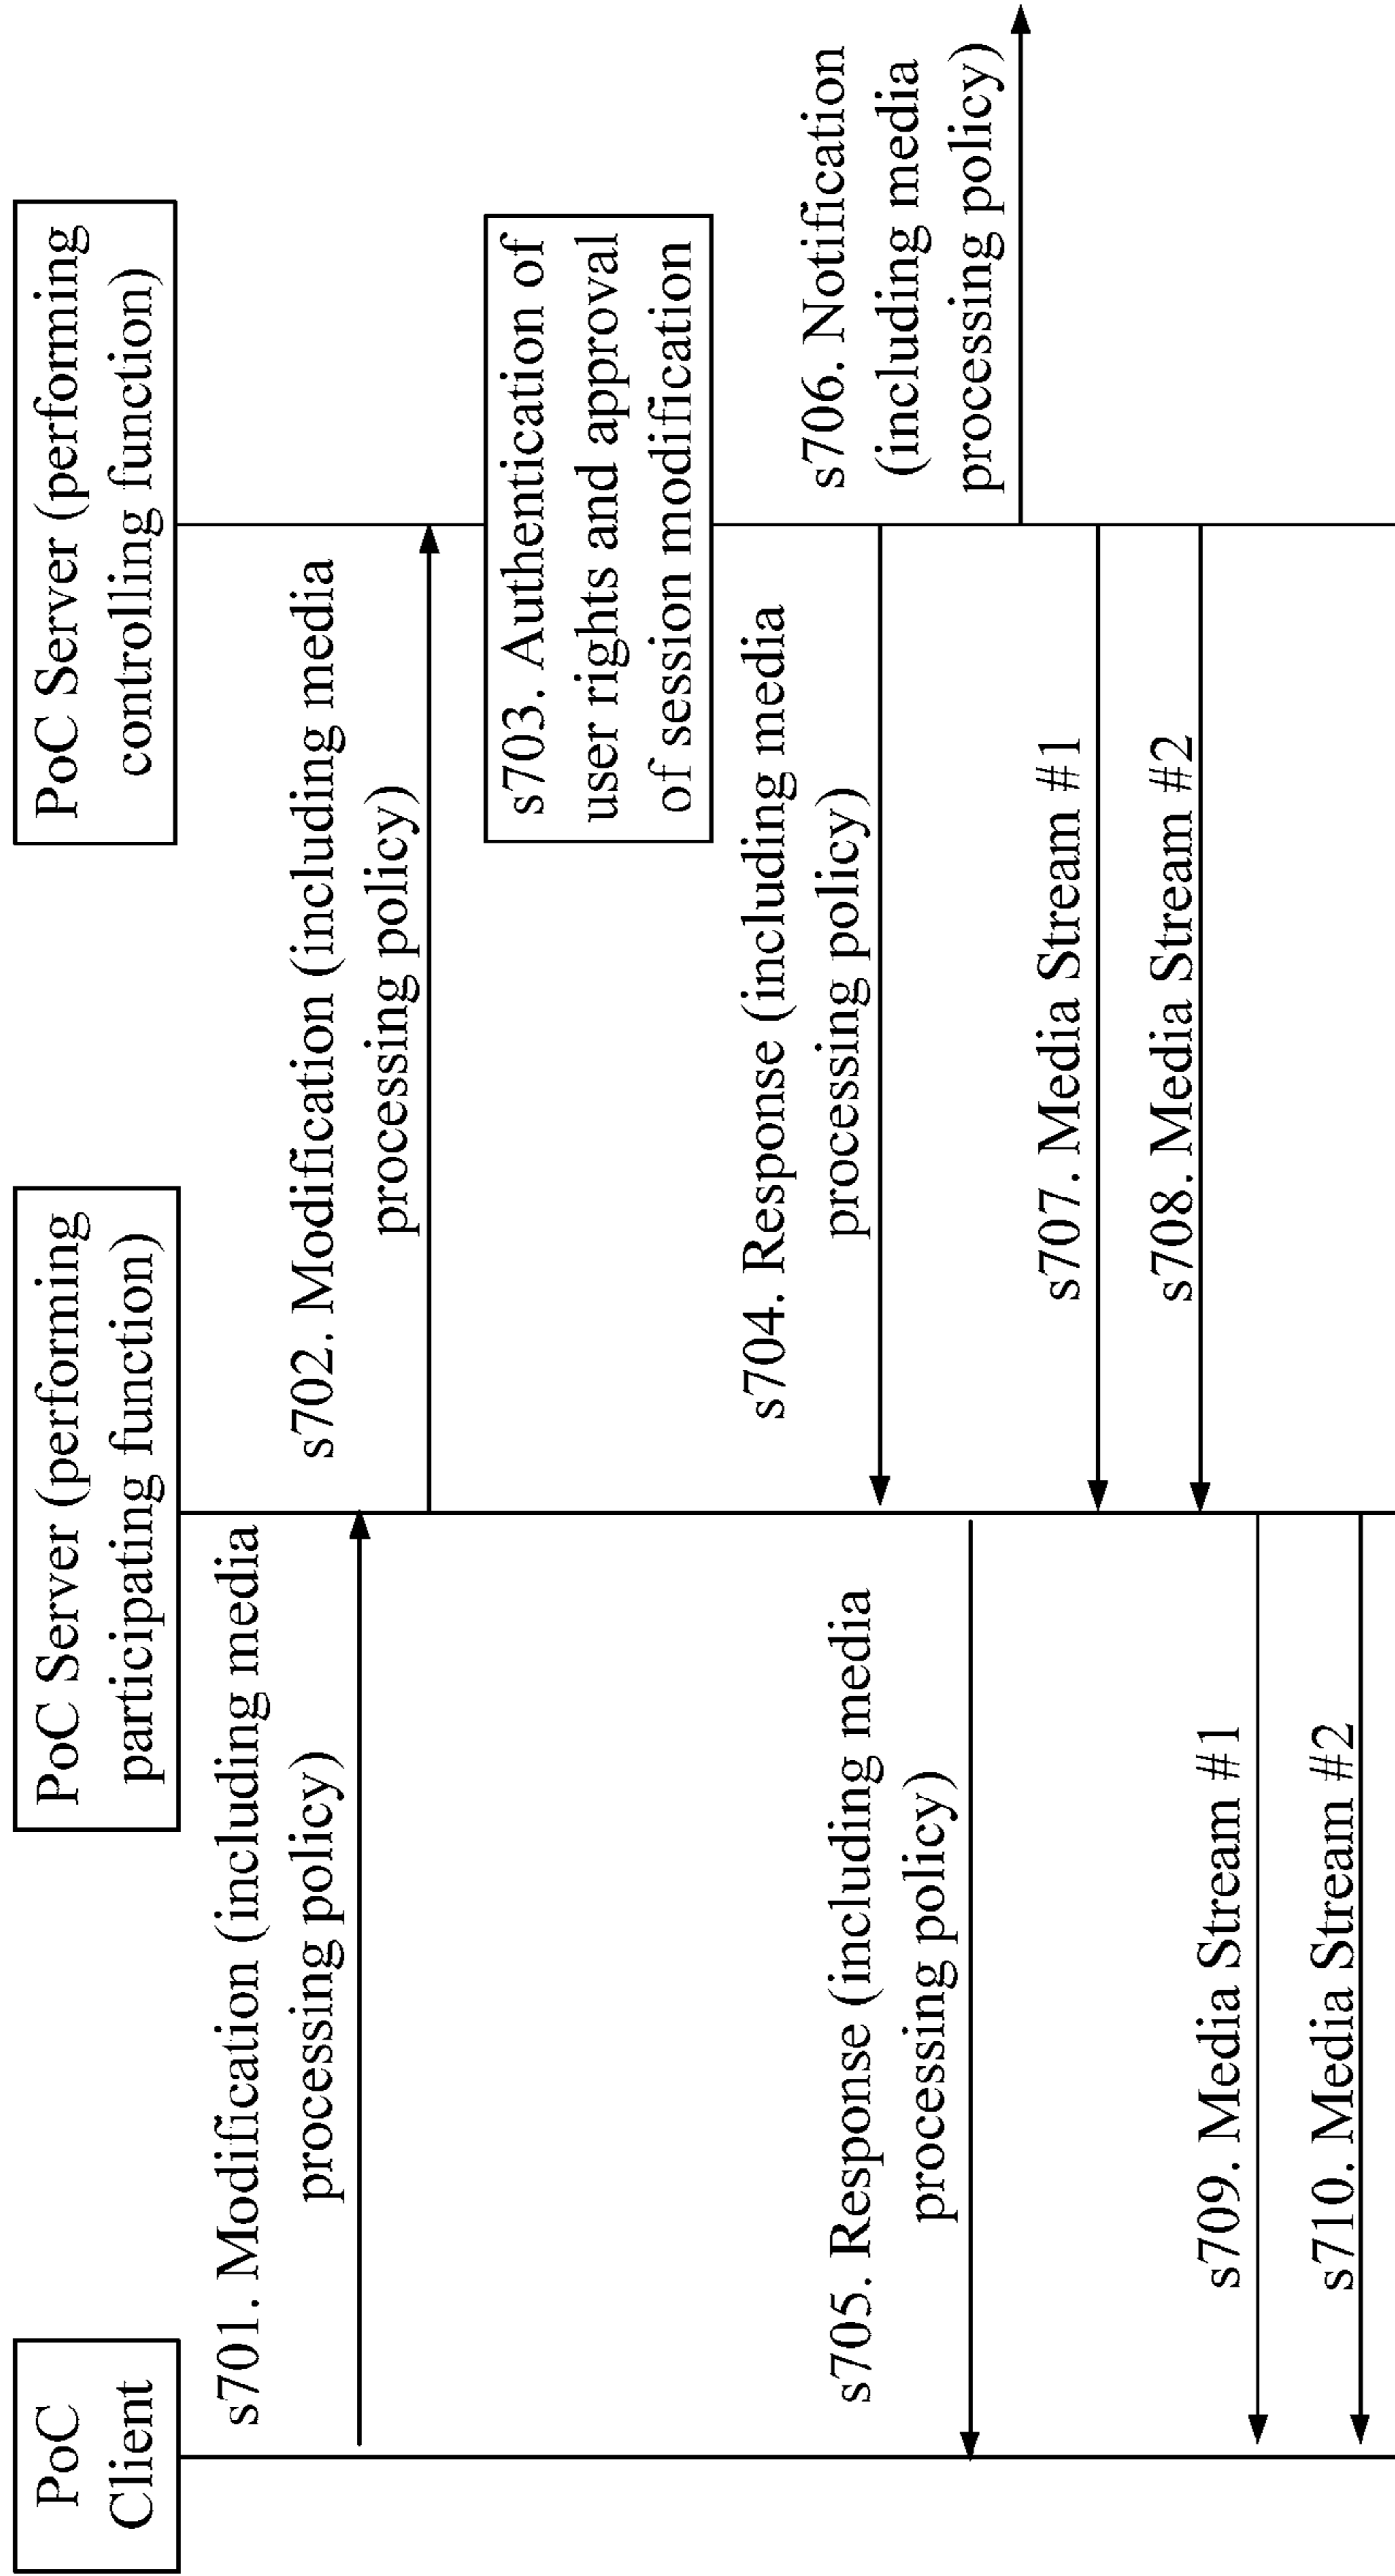 PoC
Client
PoC Server (performing
participating function)
PoC Server (performing
controlling function)
s701. Modification (including media
processing policy)
s702. Modification (including media
processing policy)
s703. Authentication of
user rights and approval
of session modification
s704. Response (including media
processing policy)
s705. Response (including media
processing policy)
s706. Notification
(including media
processing policy)
s707. Media Stream #1
s708. Media Stream #2
s709. Media Stream #1
s710. Media Stream #2